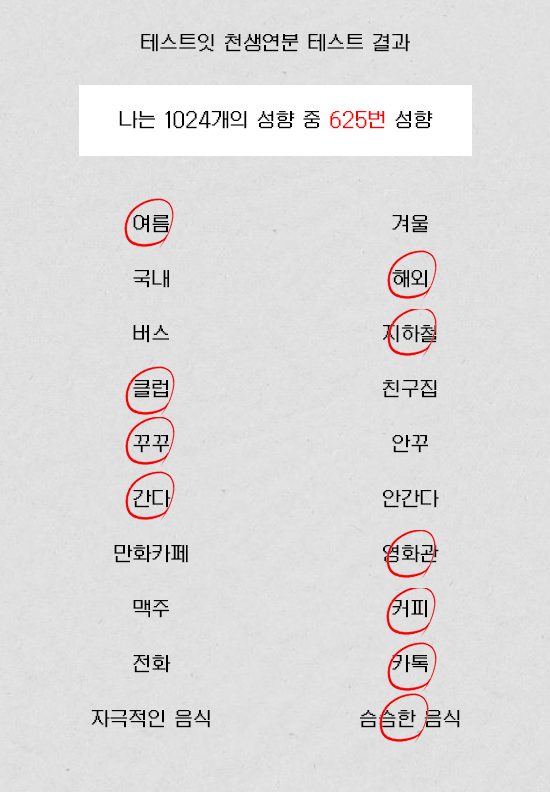 테스트잇 천생연분 테스트 결과
나는 1024개의 성향 중 625번 성향
여름 겨울
국내 해외
버스 지하철
클럽 친구집
꾸꾸 안꾸
간다 안간다
만화카페 영화관
맥주 커피
전화 카톡
자극적인 음식 슴슴한 음식